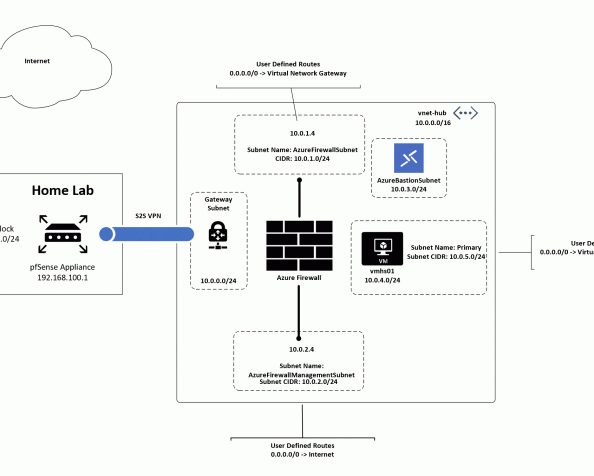 Internet
User Defined Routes
0.0.0.0/0 -> Virtual Network Gateway
vnet-hub
10.0.0.0/16
10.0.1.4
Subnet Name: AzureFirewallSubnet
CIDR: 10.0.1.0/24
AzureBastionSubnet
10.0.3.0/24
Home Lab
lock
.0/24
pfSense Appliance
192.168.100.1
S2S VPN
Gateway
Subnet
10.0.0.0/24
Azure Firewall
VM
vmhs01
10.0.4.0/24
Subnet Name: Primary
Subnet CIDR: 10.0.5.0/24
User De
0.0.0.0/0 -> Virtu
10.0.2.4
Subnet Name:
AzureFirewallManagementSubnet
Subnet CIDR: 10.0.2.0/24
User Defined Routes
0.0.0.0/0 -> Internet